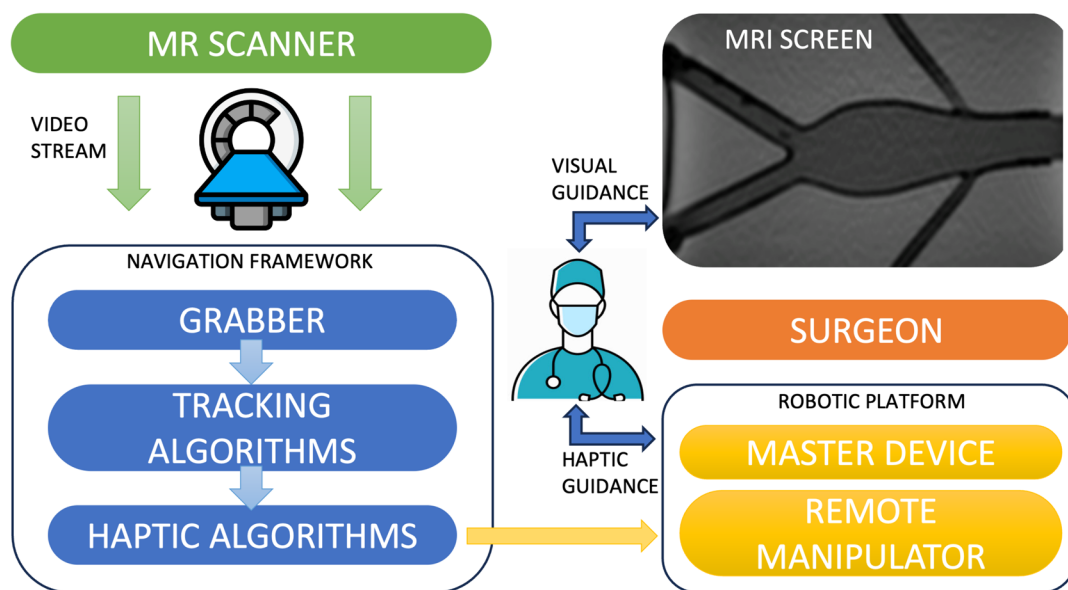 MR SCANNER
VIDEO
STREAM
NAVIGATION FRAMEWORK
GRABBER
TRACKING
ALGORITHMS
HAPTIC ALGORITHMS
MRI SCREEN
VISUAL
GUIDANCE
SURGEON
HAPTIC
GUIDANCE
ROBOTIC PLATFORM
MASTER DEVICE
REMOTE
MANIPULATOR